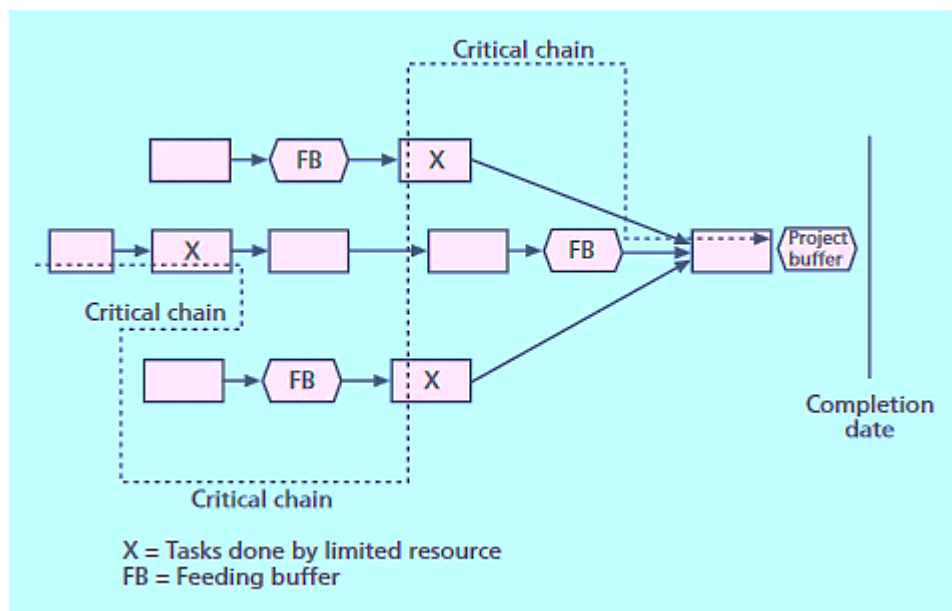 Critical chain
FB
X
X
FB
Project
buffer
Critical chain
FB
X
Completion
date
Critical chain
X = Tasks done by limited resource
FB = Feeding buffer